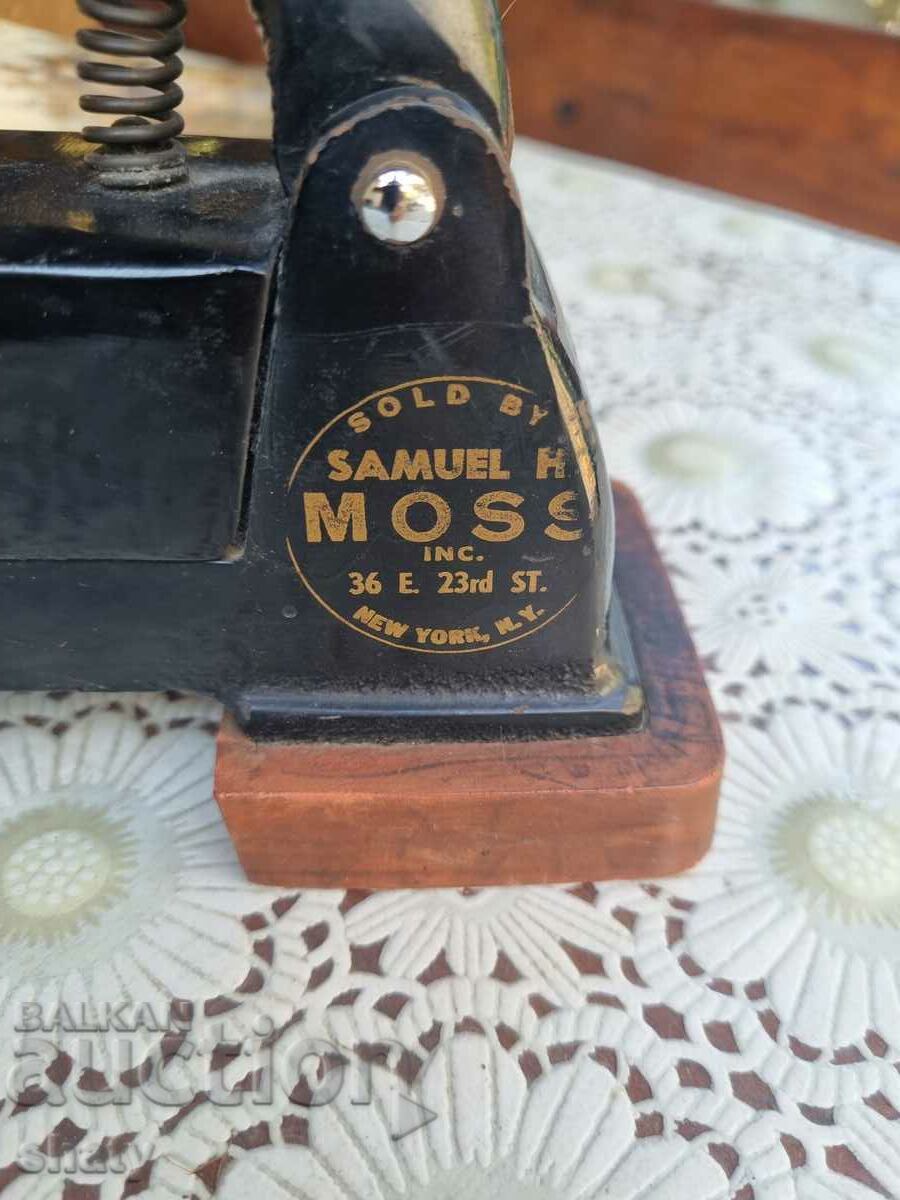 SOLD BY
SAMUEL H
MOSS
INC.
36 E. 23rd ST.
NEW YORK, N.Y.
BALKAN
auction
shaty